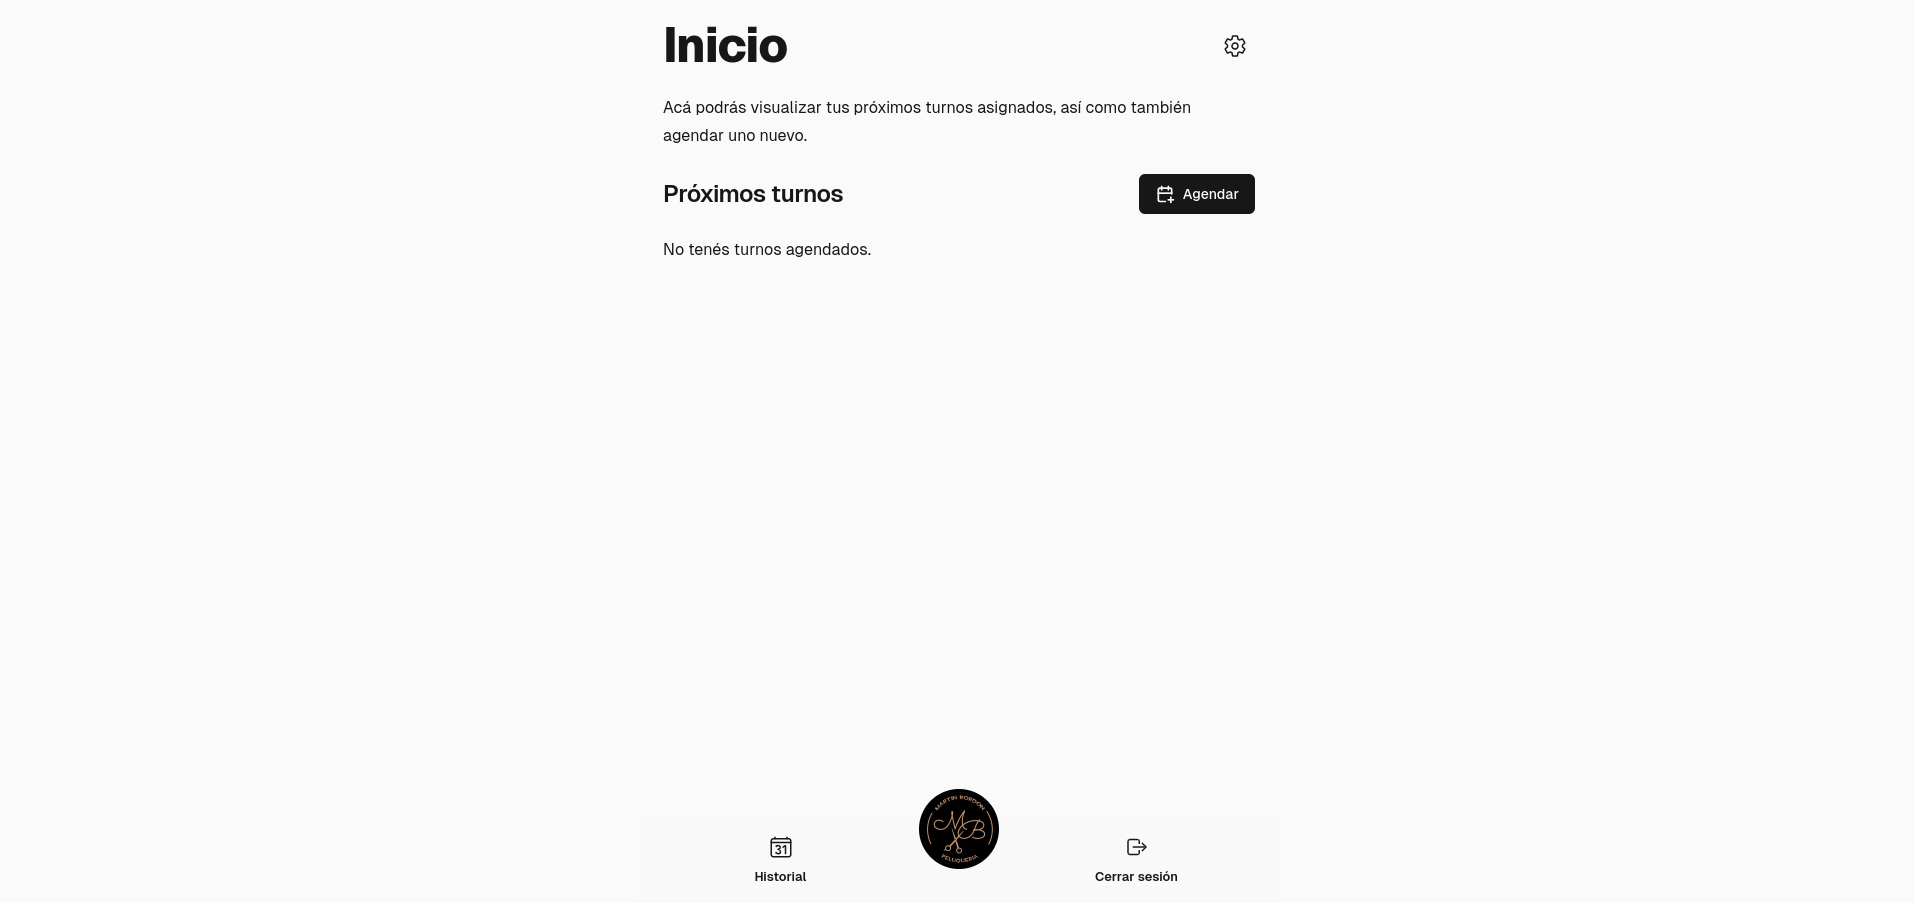 Inicio
Acá podrás visualizar tus próximos turnos asignados, así como también
agendar uno nuevo.
Próximos turnos
Agendar
No tenés turnos agendados.
MARTIN BORDON
MB
PELUQUERIA
31
Historial
Cerrar sesión